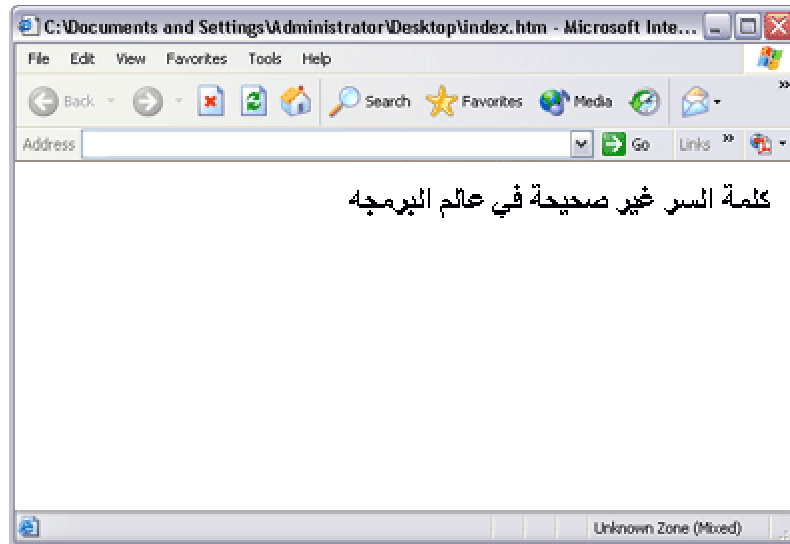 C:\Documents and Settings\Administrator\Desktop\index.htm - Microsoft Inte...
File Edit View Favorites Tools Help
Back Search Favorites Media »
Address Go Links »
كلمة السر غير صحيحة في عالم البرمجه
Unknown Zone (Mixed)